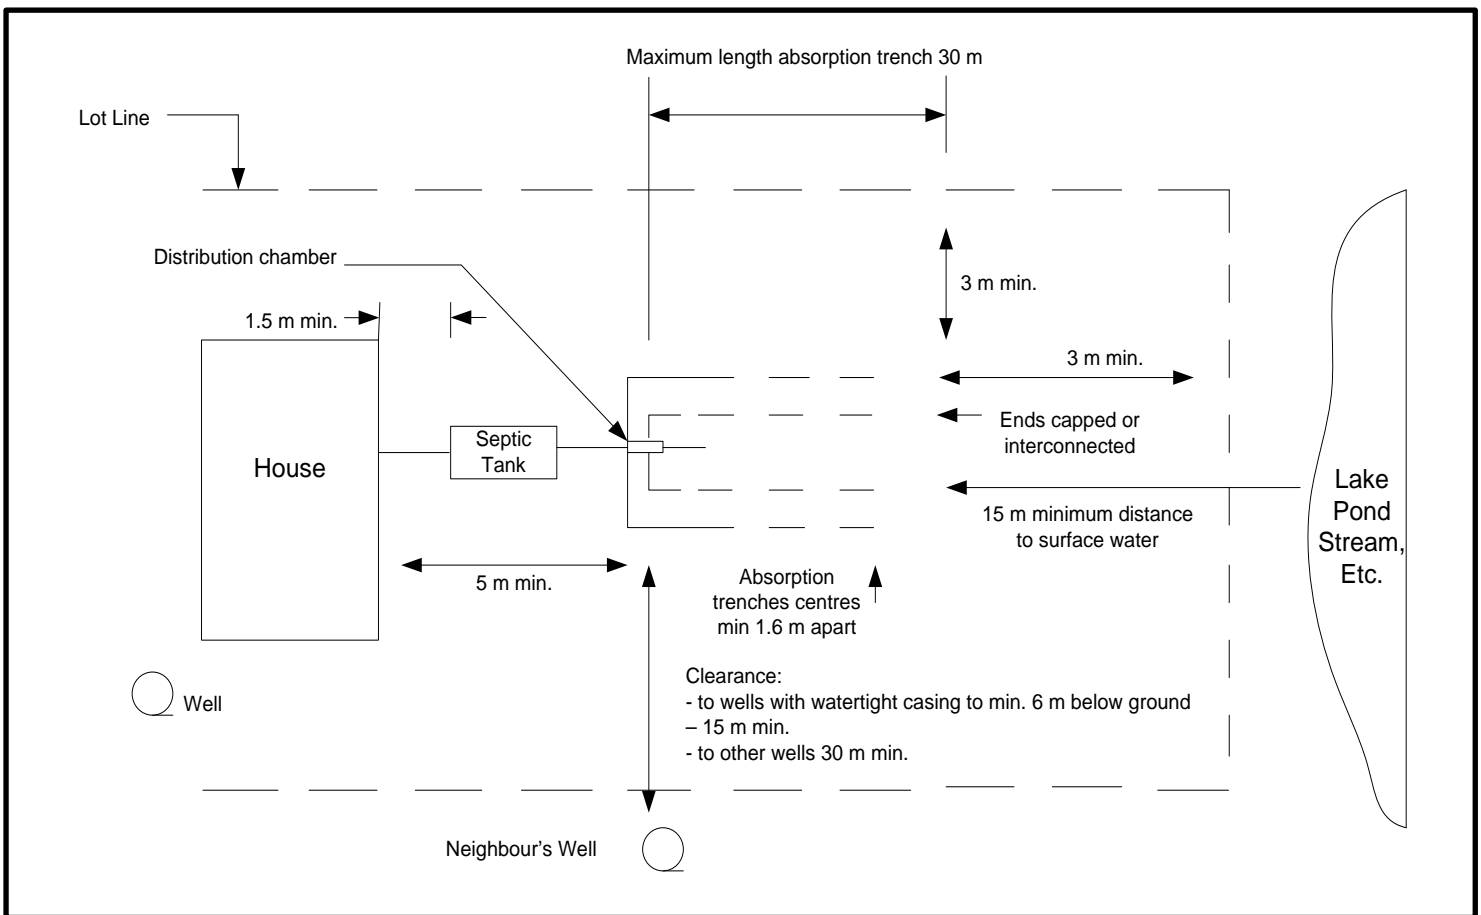 Maximum length absorption trench 30 m
Lot Line
Distribution chamber
3 m min.
1.5 m min.
3 m min.
Septic
Tank
Ends capped or
interconnected
House
Lake
Pond
Stream,
Etc.
15 m minimum distance
to surface water
5 m min.
Absorption
trenches centres
min 1.6 m apart
Clearance:
- to wells with watertight casing to min. 6 m below ground
– 15 m min.
- to other wells 30 m min.
Well
Neighbour's Well